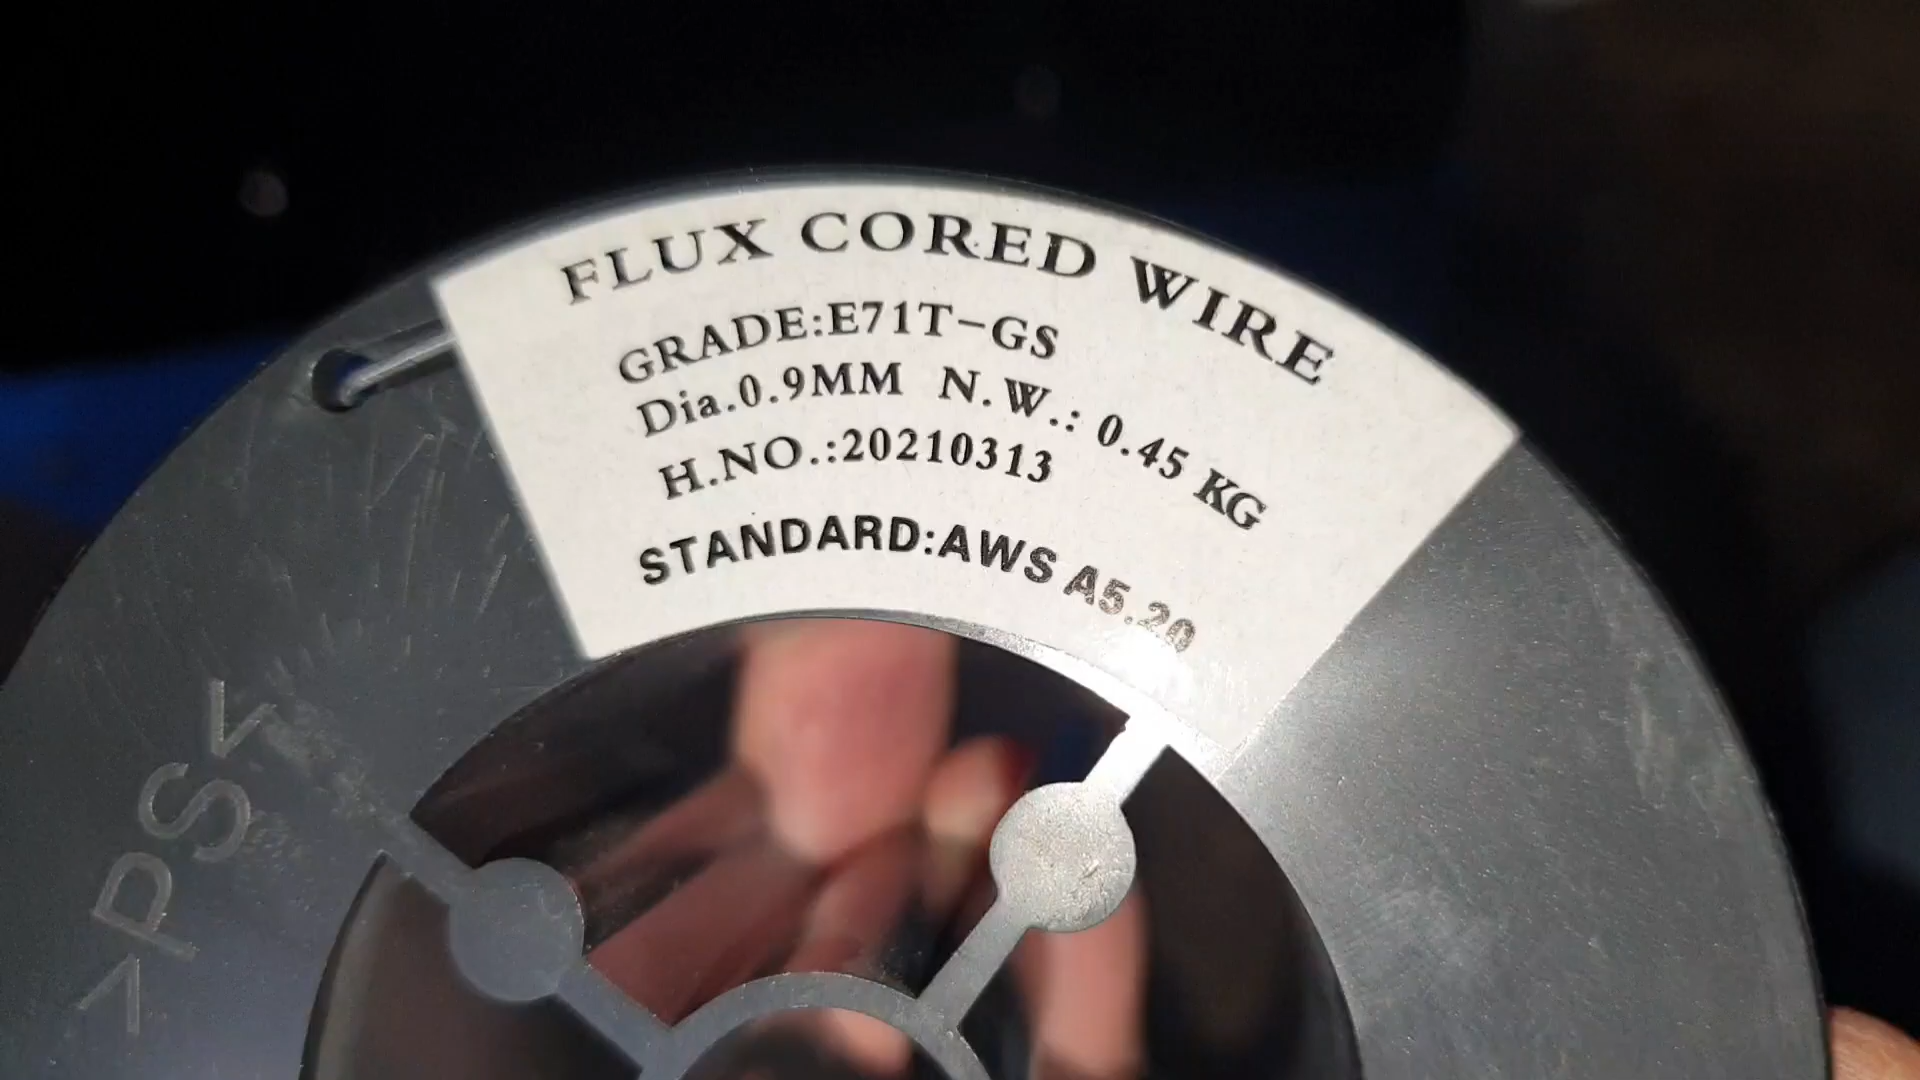 FLUX CORED WIRE
GRADE:E71T-GS
Dia.0.9MM N.W.: 0.45 KG
H.NO.:20210313
STANDARD:AWS A5.20
>PS<